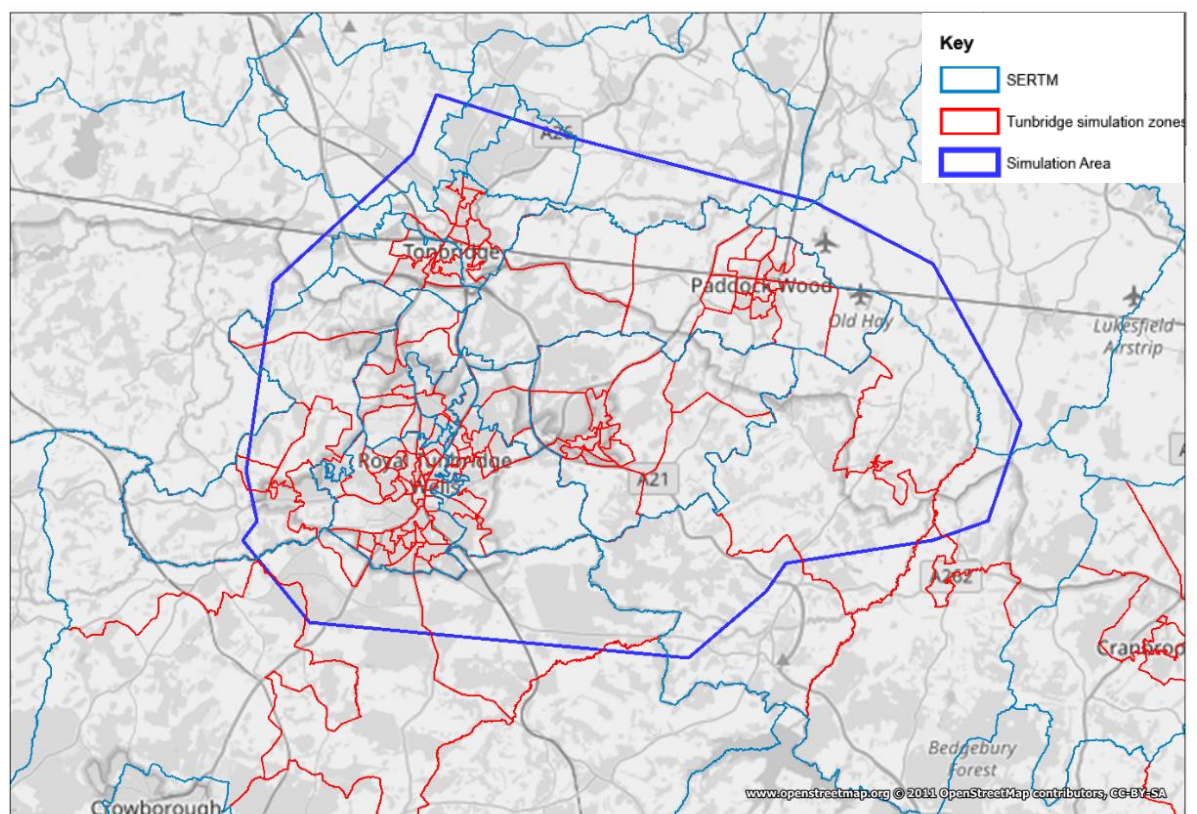 Key
SERTM
Tunbridge simulation zones
Simulation Area
A26
Tonbridge
Paddock Wood
Old Hay
Lukesfield
Airstrip
Royal Tunbridge
Wells
A21
A262
Cranbroo
Bedgebury
Forest
www.openstreetmap.org © 2011 OpenStreetMap contributors, CC-BY-SA
Crowborough